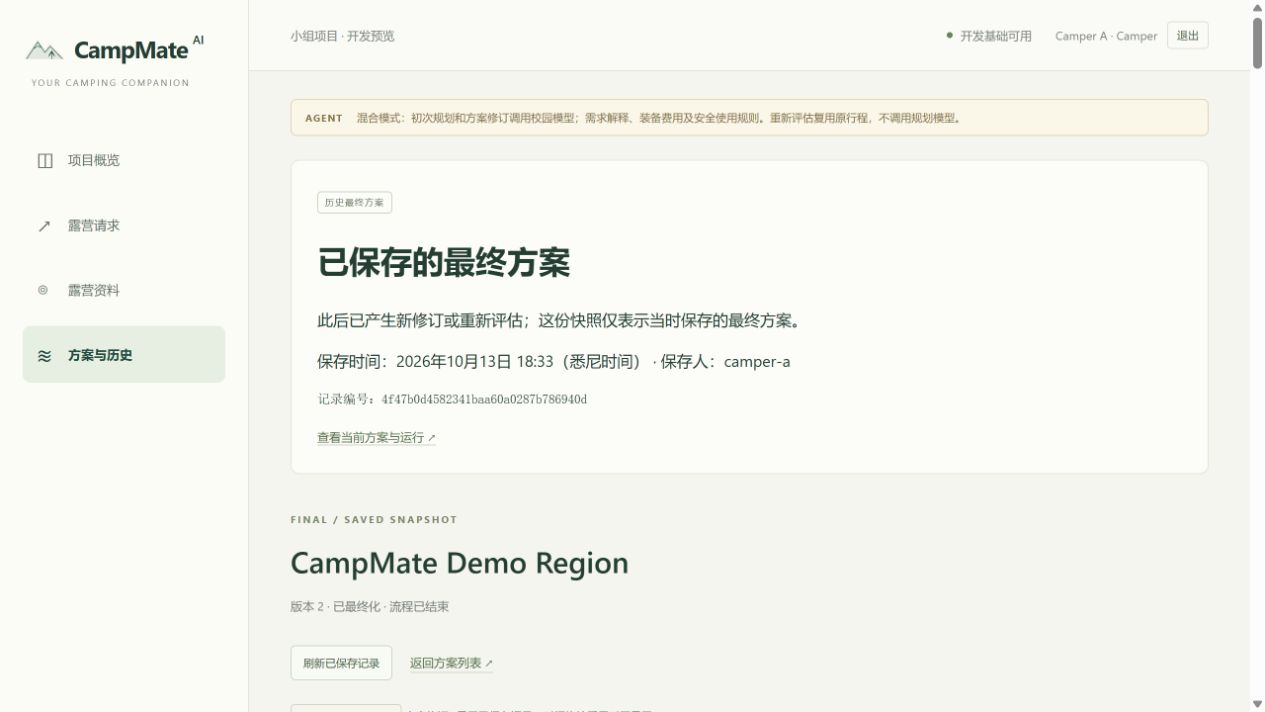 CampMate AI
YOUR CAMPING COMPANION
项目概览
露营请求
露营资料
方案与历史
小组项目 · 开发预览
开发基础可用
Camper A · Camper
退出
AGENT 混合模式：初次规划和方案修订调用校园模型；需求解释、装备费用及安全使用规则。重新评估复用原行程，不调用规划模型。
历史最终方案
已保存的最终方案
此后已产生新修订或重新评估；这份快照仅表示当时保存的最终方案。
保存时间：2026年10月13日 18:33（悉尼时间） · 保存人：camper-a
记录编号：4f47b0d4582341baa60a0287b786940d
查看当前方案与运行 ↗
FINAL / SAVED SNAPSHOT
CampMate Demo Region
版本 2 · 已最终化 · 流程已结束
刷新已保存记录
返回方案列表 ↗